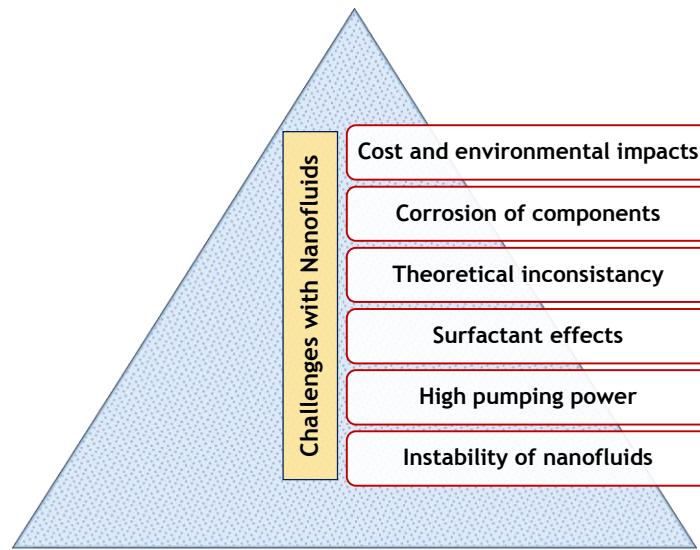 Challenges with Nanofluids
Cost and environmental impacts
Corrosion of components
Theoretical inconsistancy
Surfactant effects
High pumping power
Instability of nanofluids